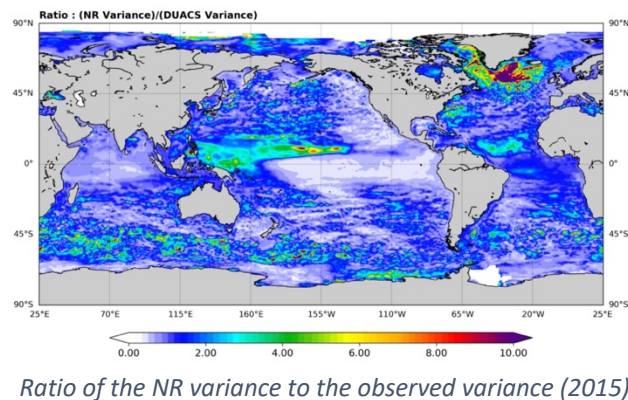 Ratio : (NR Variance)/(DUACS Variance)
90°N 90°N
45°N 45°N
0° 0°
45°S 45°S
90°S 90°S
25°E 70°E 115°E 160°E 155°W 110°W 65°W 20°W 25°E
0.00 2.00 4.00 6.00 8.00 10.00
Ratio of the NR variance to the observed variance (2015)